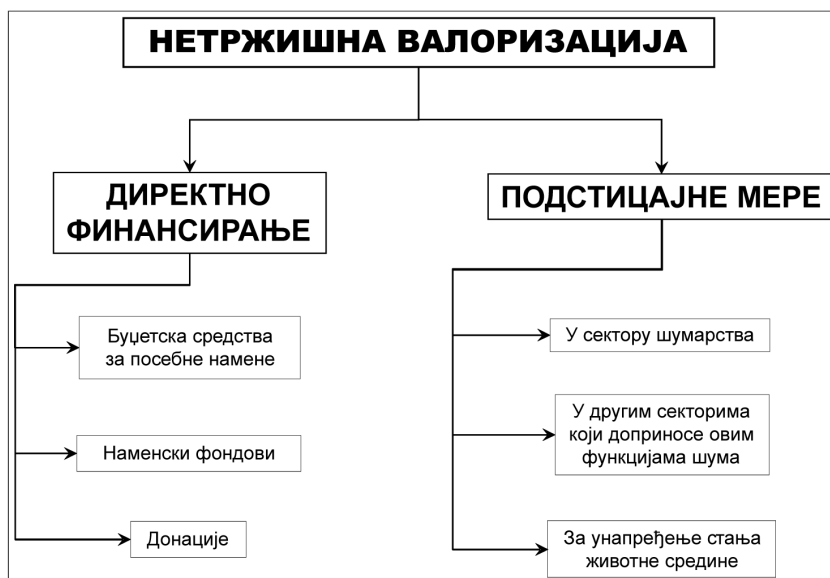 НЕТРЖИШНА ВАЛОРИЗАЦИЈА
ДИРЕКТНО
ФИНАНСИРАЊЕ
Буџетска средства
за посебне намене
Наменски фондови
Донације
ПОДСТИЦАЈНЕ МЕРЕ
У сектору шумарства
У другим секторима
који доприносе овим
функцијама шума
За унапређење стања
животне средине